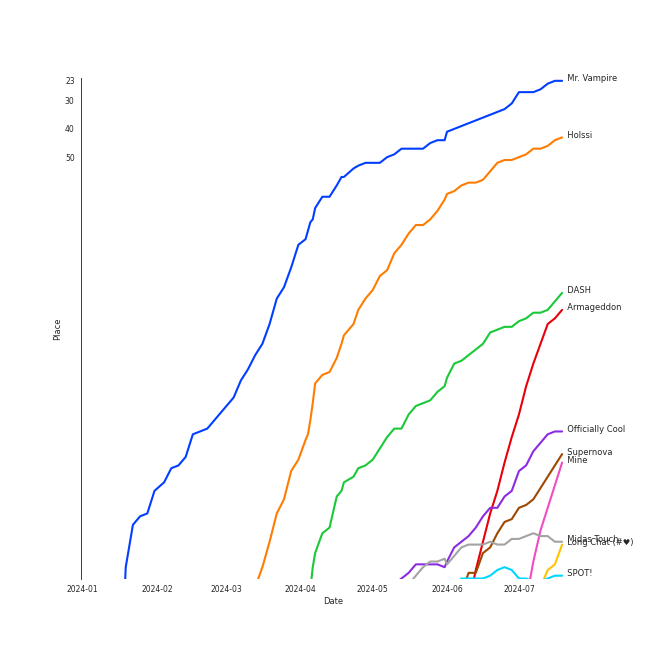 23
30
40
50
Place
Mr. Vampire
Holssi
DASH
Armageddon
Officially Cool
Supernova
Mine
Midas Touch
Long Chat (#♥)
SPOT!
2024-01
2024-02
2024-03
2024-04
2024-05
2024-06
2024-07
Date